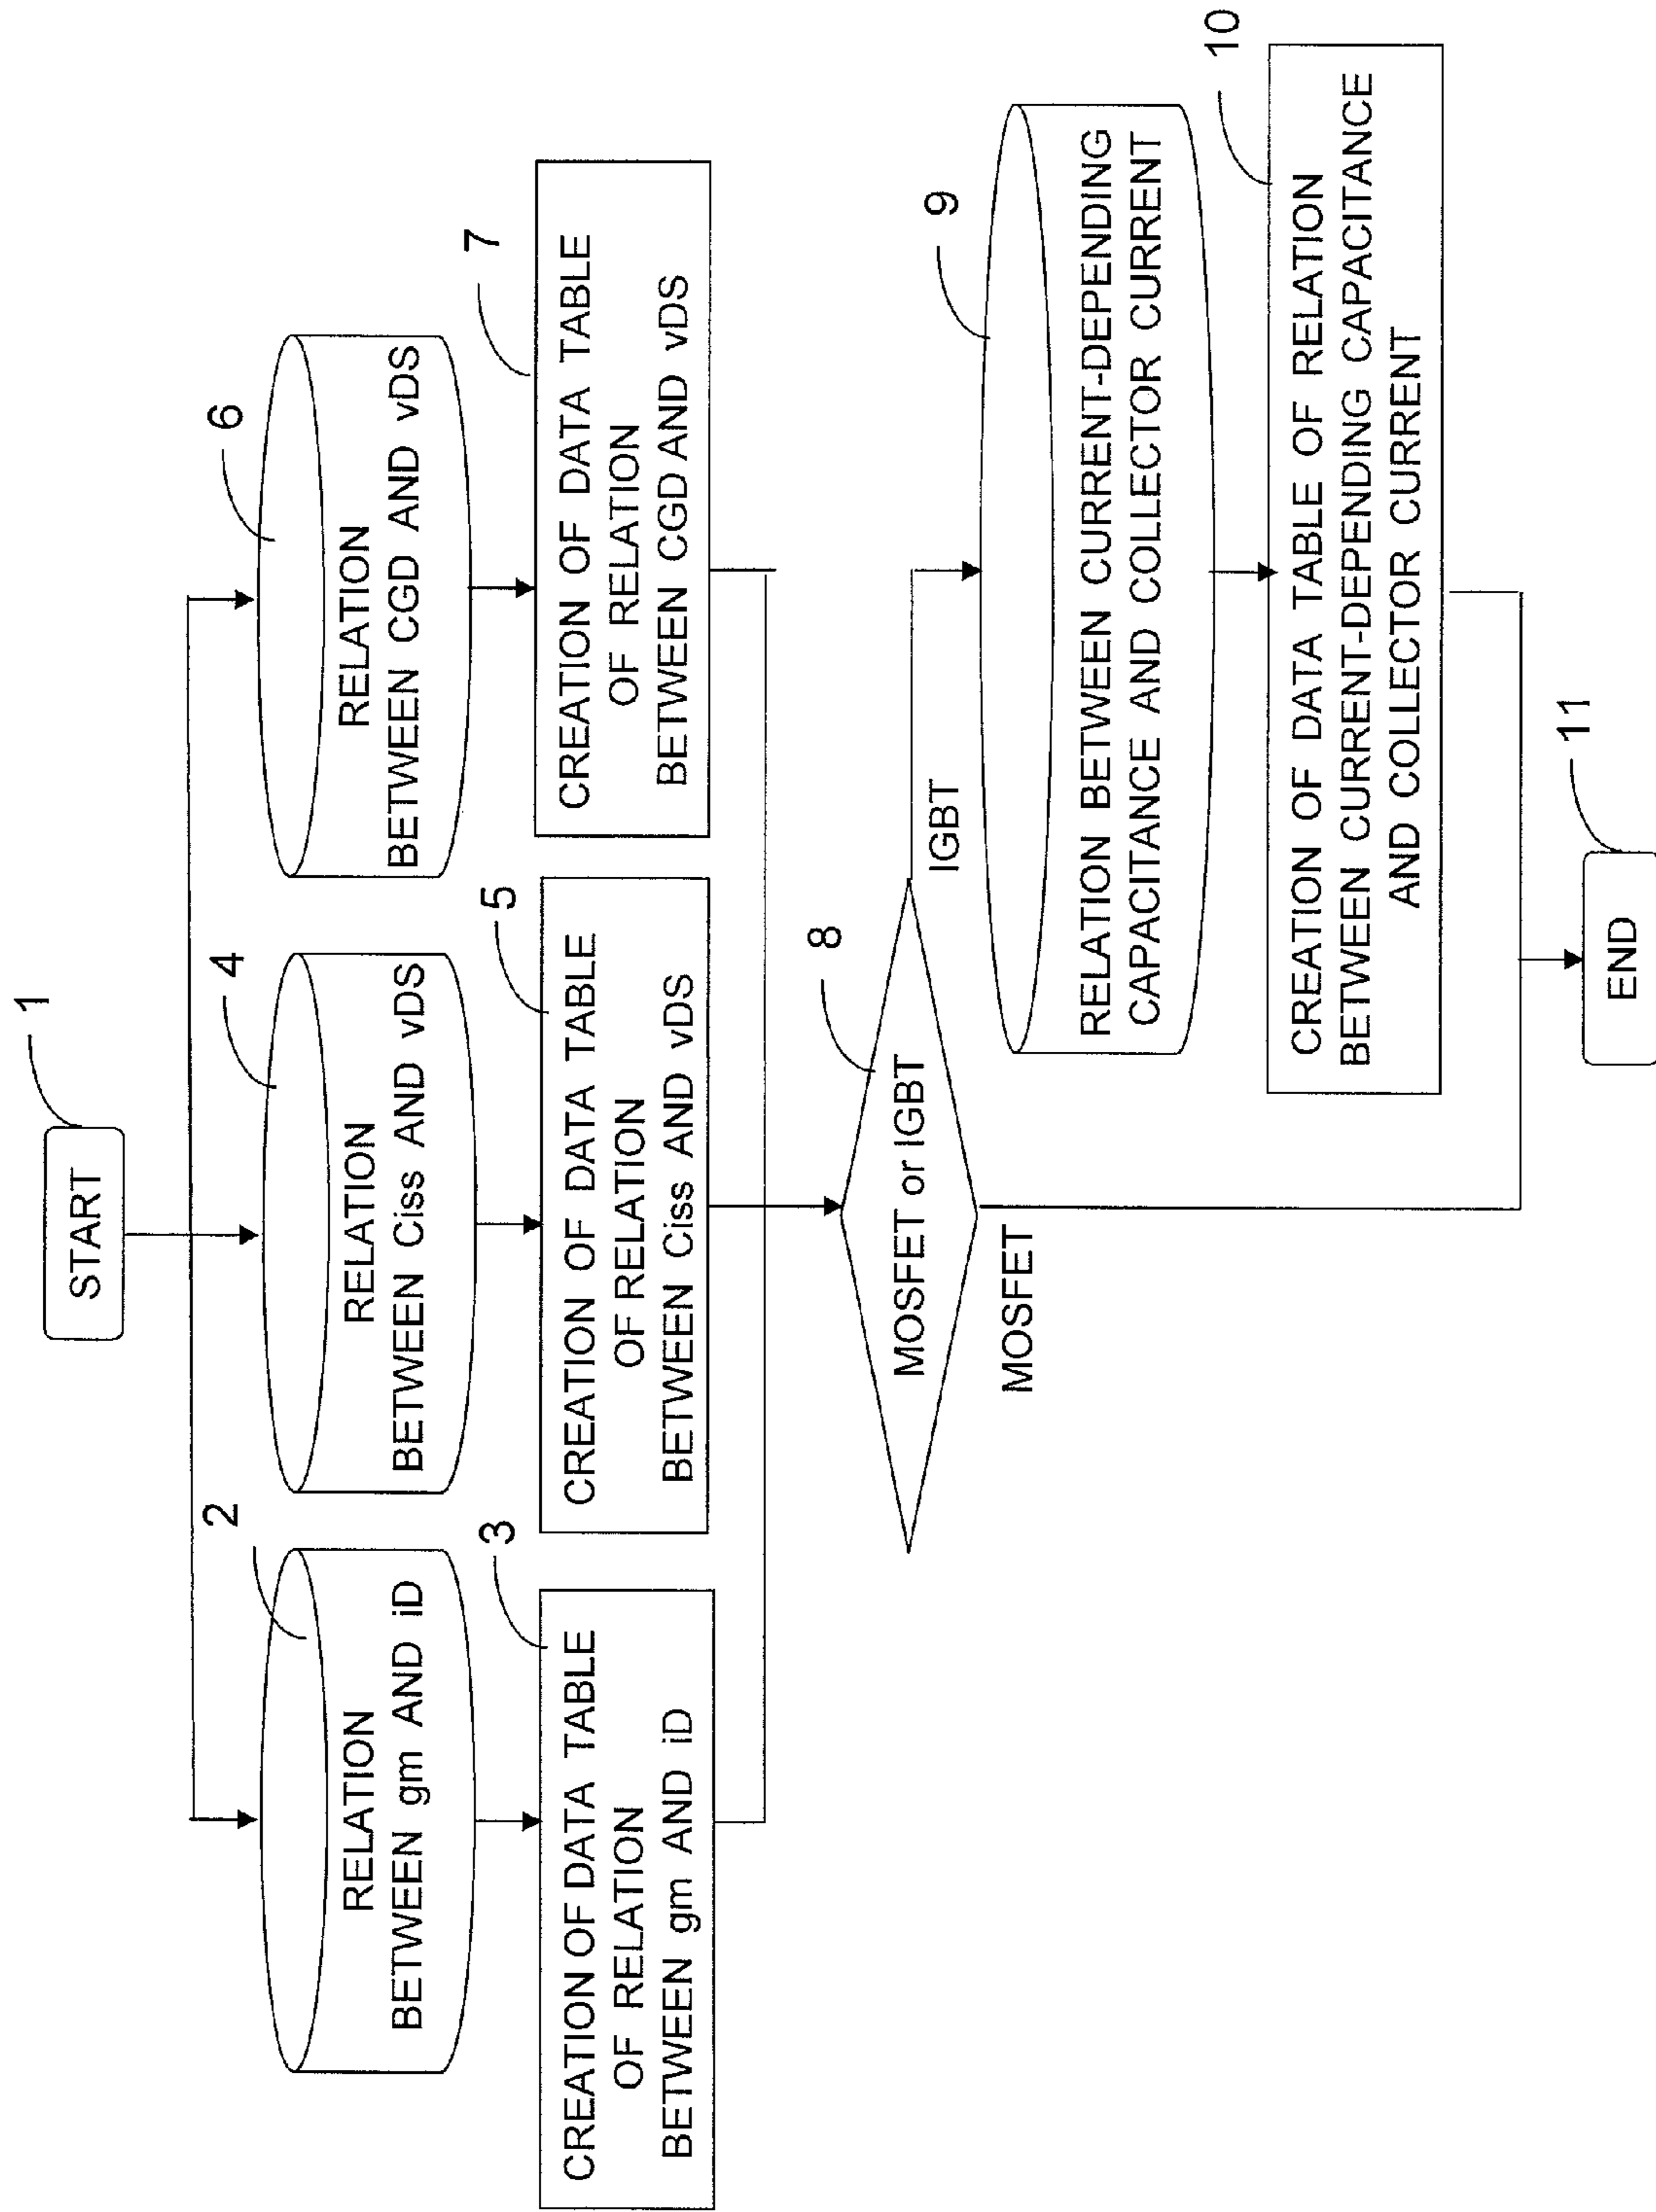 1
START
2
RELATION
BETWEEN gm AND iD
4
RELATION
BETWEEN Ciss AND vDS
6
RELATION
BETWEEN CGD AND vDS
3
CREATION OF DATA TABLE
OF RELATION
BETWEEN gm AND iD
5
CREATION OF DATA TABLE
OF RELATION
BETWEEN Ciss AND vDS
7
CREATION OF DATA TABLE
OF RELATION
BETWEEN CGD AND vDS
8
MOSFET or IGBT
IGBT
MOSFET
9
RELATION BETWEEN CURRENT-DEPENDING
CAPACITANCE AND COLLECTOR CURRENT
10
CREATION OF DATA TABLE OF RELATION
BETWEEN CURRENT-DEPENDING CAPACITANCE
AND COLLECTOR CURRENT
11
END